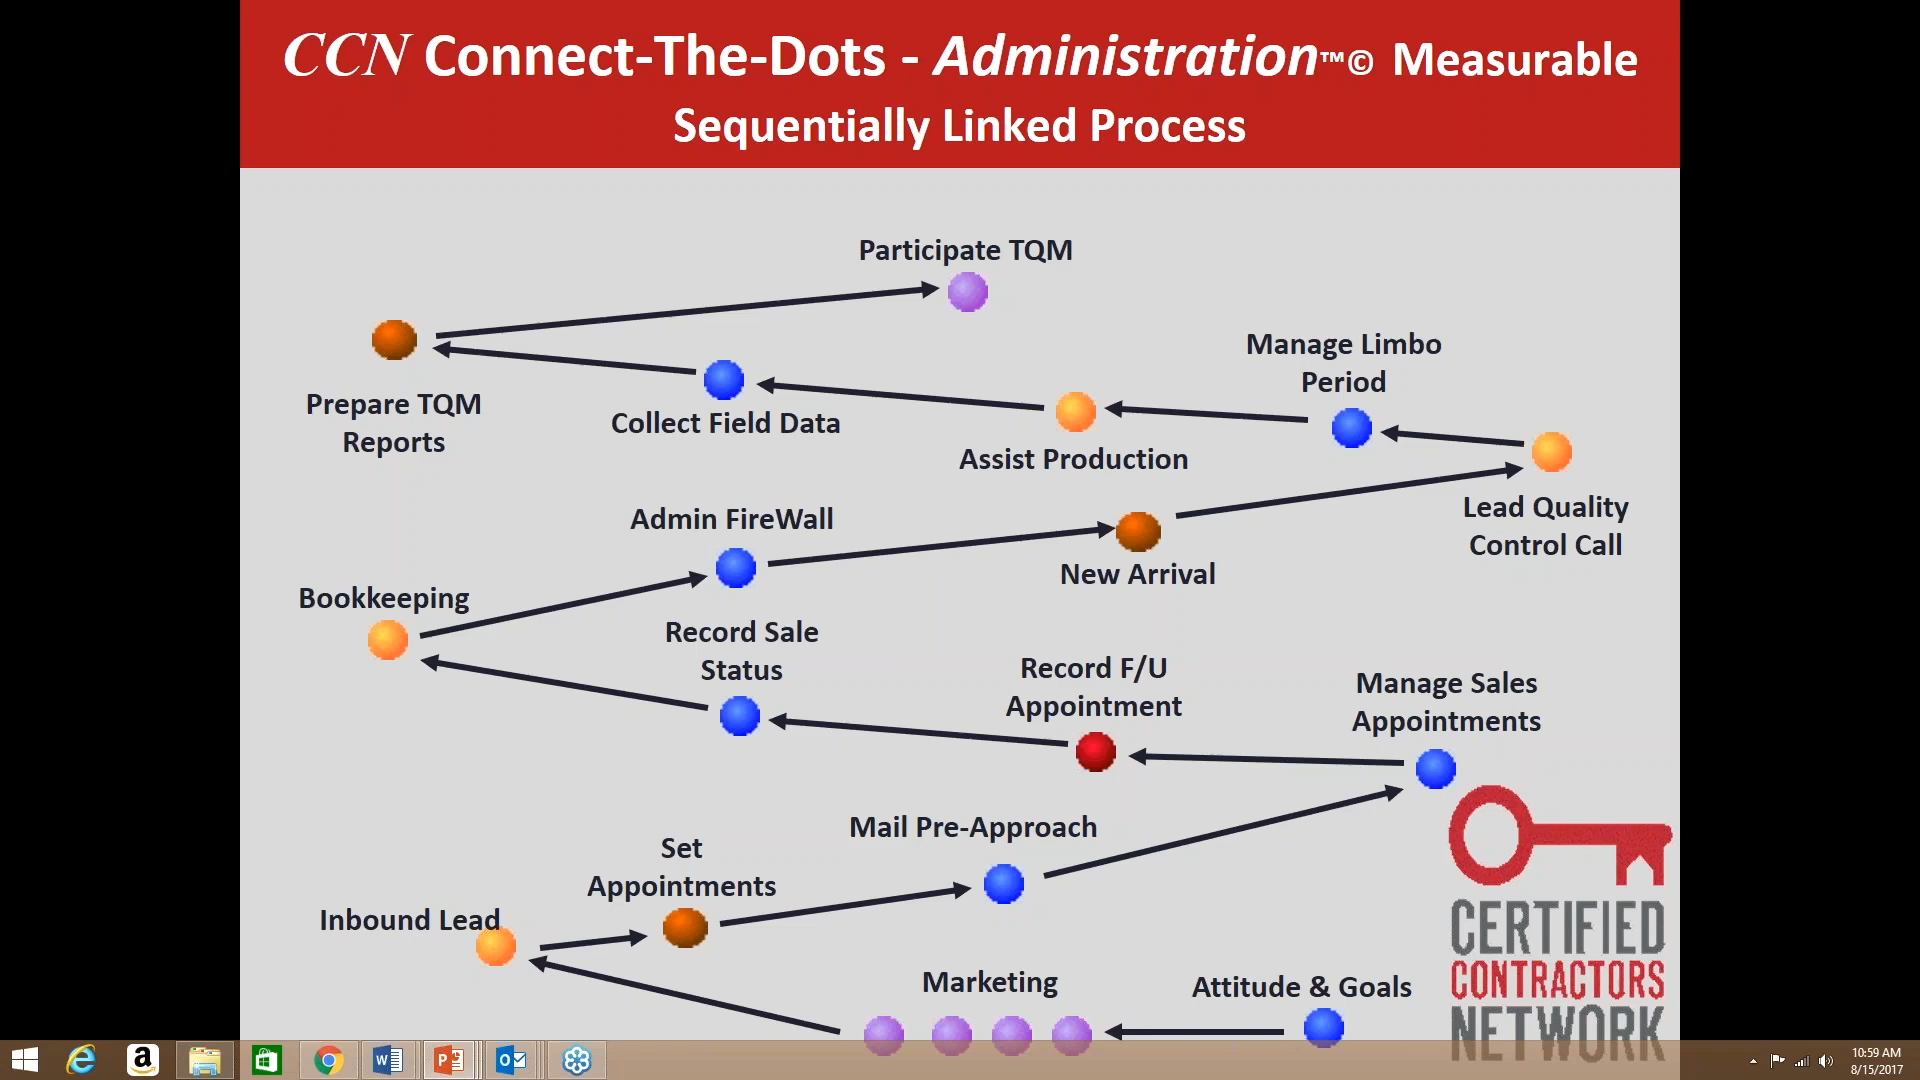 CCN Connect-The-Dots - Administration™© Measurable
Sequentially Linked Process
Participate TQM
Manage Limbo
Period
Prepare TQM
Reports
Collect Field Data
Assist Production
Lead Quality
Control Call
Admin FireWall
New Arrival
Bookkeeping
Record Sale
Status
Record F/U
Appointment
Manage Sales
Appointments
Mail Pre-Approach
Set
Appointments
Inbound Lead
Marketing
Attitude & Goals
CERTIFIED
CONTRACTORS
NETWORK
10:59 AM
8/15/2017